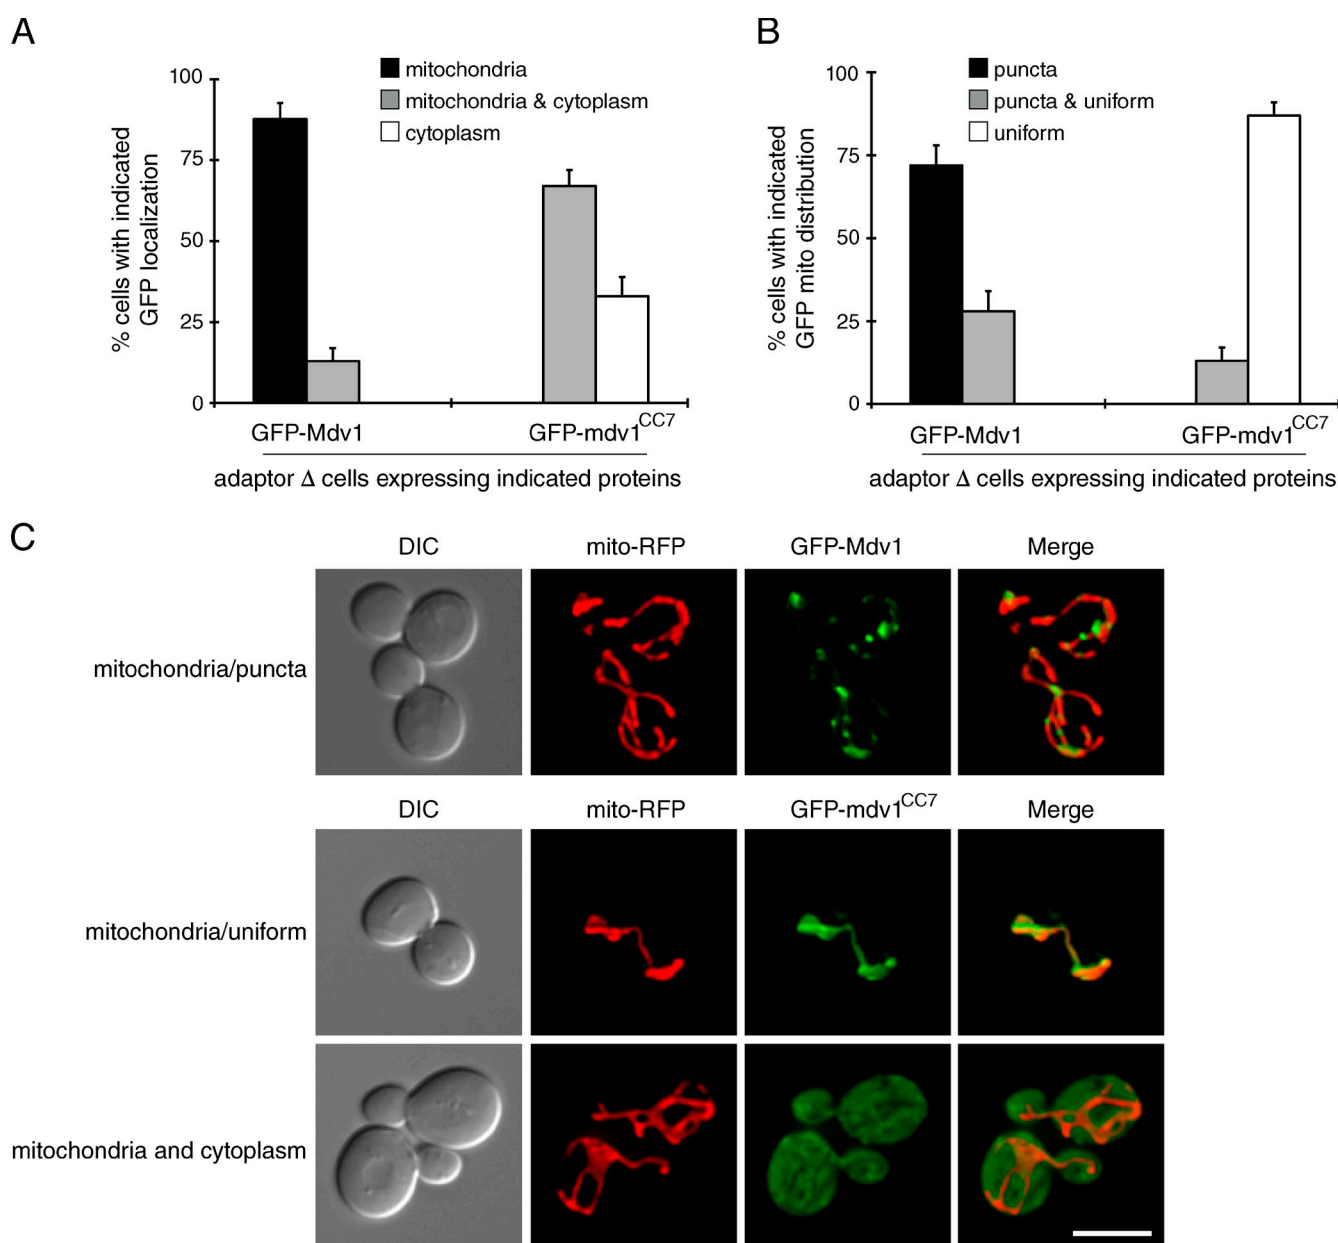 A
100
75
50
25
0
% cells with indicated
GFP localization
mitochondria
mitochondria & cytoplasm
cytoplasm
GFP-Mdv1
GFP-mdv1CC7
adaptor Δ cells expressing indicated proteins
B
100
75
50
25
0
% cells with indicated
GFP mito distribution
puncta
puncta & uniform
uniform
GFP-Mdv1
GFP-mdv1CC7
adaptor Δ cells expressing indicated proteins
C
DIC
mito-RFP
GFP-Mdv1
Merge
mitochondria/puncta
DIC
mito-RFP
GFP-mdv1CC7
Merge
mitochondria/uniform
mitochondria and cytoplasm